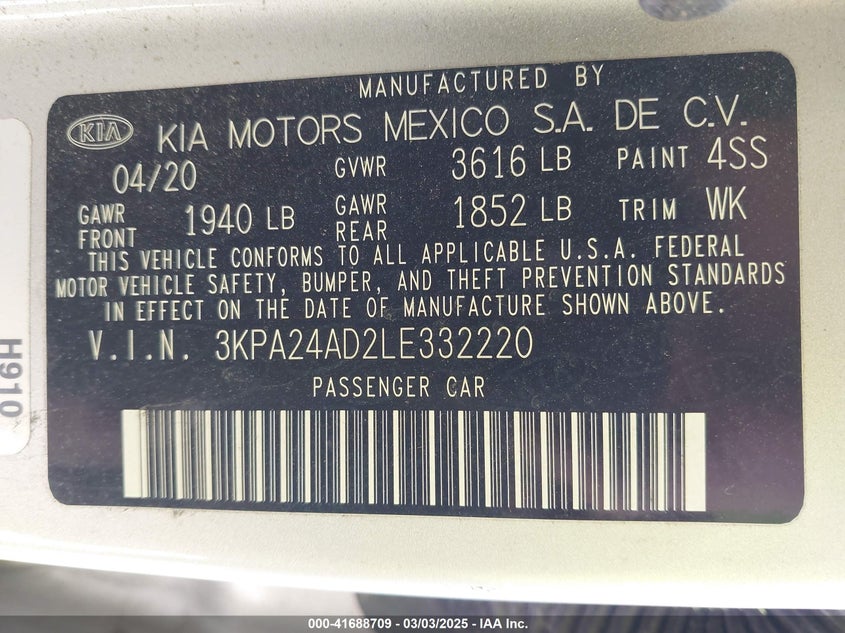 MANUFACTURED BY
KIA KIA MOTORS MEXICO S.A. DE C.V.
04/20 GVWR 3616 LB PAINT 4SS
GAWR FRONT 1940 LB GAWR REAR 1852 LB TRIM WK
THIS VEHICLE CONFORMS TO ALL APPLICABLE U.S.A. FEDERAL
MOTOR VEHICLE SAFETY, BUMPER, AND THEFT PREVENTION STANDARDS
IN EFFECT ON THE DATE OF MANUFACTURE SHOWN ABOVE.
V.I.N. 3KPA24AD2LE332220
PASSENGER CAR
H910
000-41688709 - 03/03/2025 - IAA Inc.